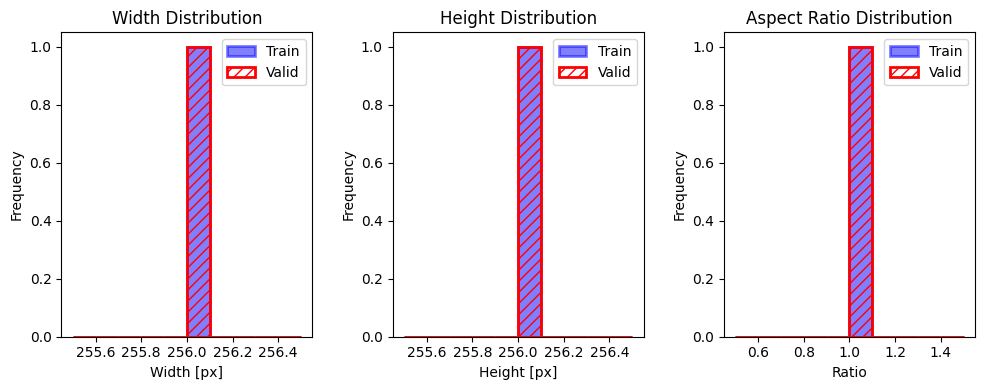 Width Distribution
Frequency
1.0
0.8
0.6
0.4
0.2
0.0
Train
Valid
255.6 255.8 256.0 256.2 256.4
Width [px]
Height Distribution
Frequency
1.0
0.8
0.6
0.4
0.2
0.0
Train
Valid
255.6 255.8 256.0 256.2 256.4
Height [px]
Aspect Ratio Distribution
Frequency
1.0
0.8
0.6
0.4
0.2
0.0
Train
Valid
0.6 0.8 1.0 1.2 1.4
Ratio